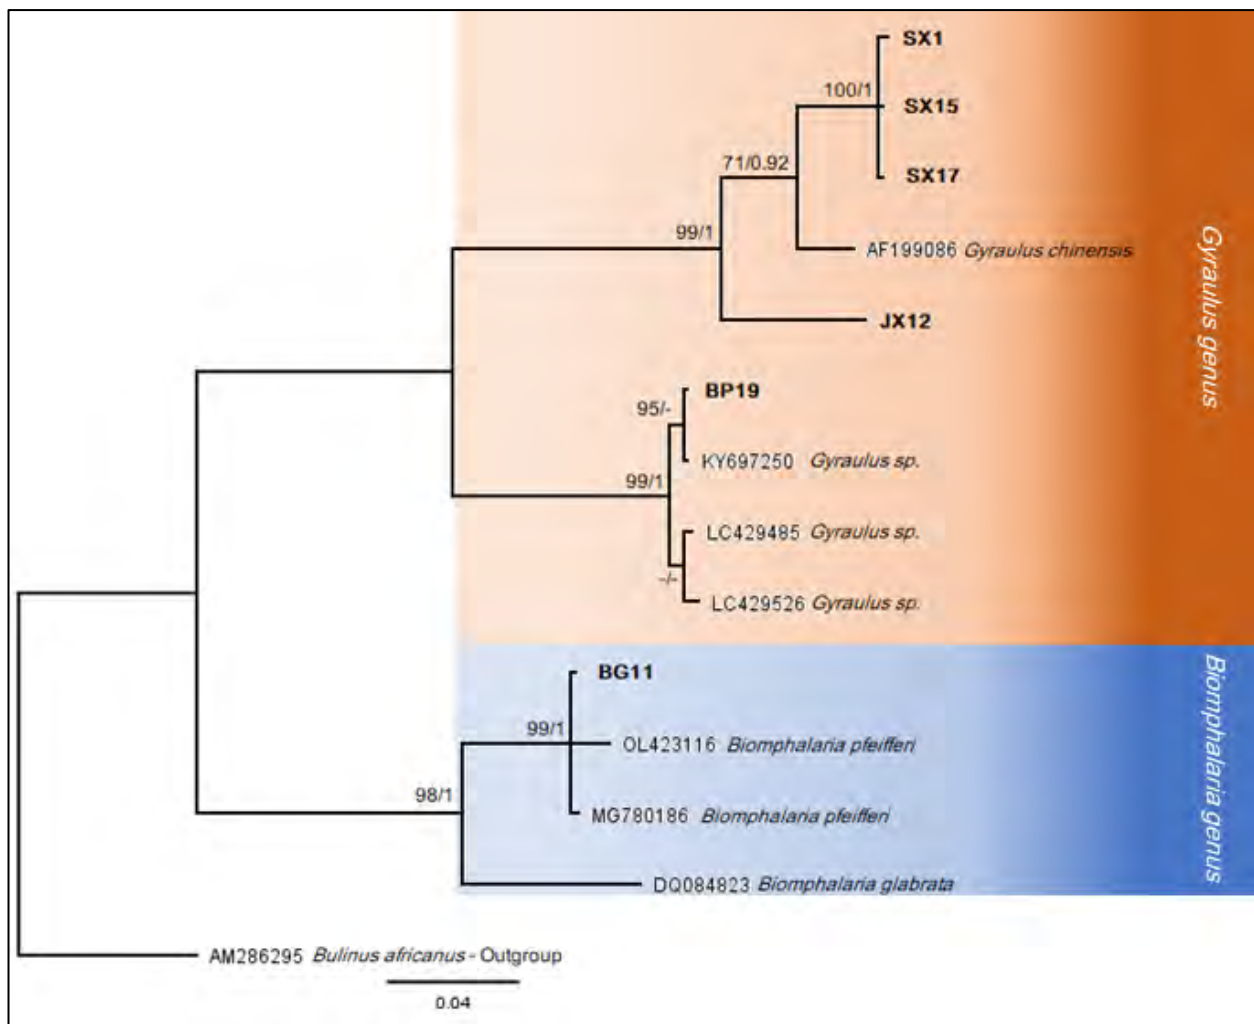 SX1
100/1
SX15
71/0.92
SX17
99/1
AF199086 Gyraulus chinensis
JX12
Gyraulus genus
BP19
95/-
KY697250 Gyraulus sp.
99/1
LC429485 Gyraulus sp.
-/-
LC429526 Gyraulus sp.
BG11
99/1
OL423116 Biomphalaria pfeifferi
98/1
MG780186 Biomphalaria pfeifferi
DQ084823 Biomphalaria glabrata
Biomphalaria genus
AM286295 Bulinus africanus - Outgroup
0.04